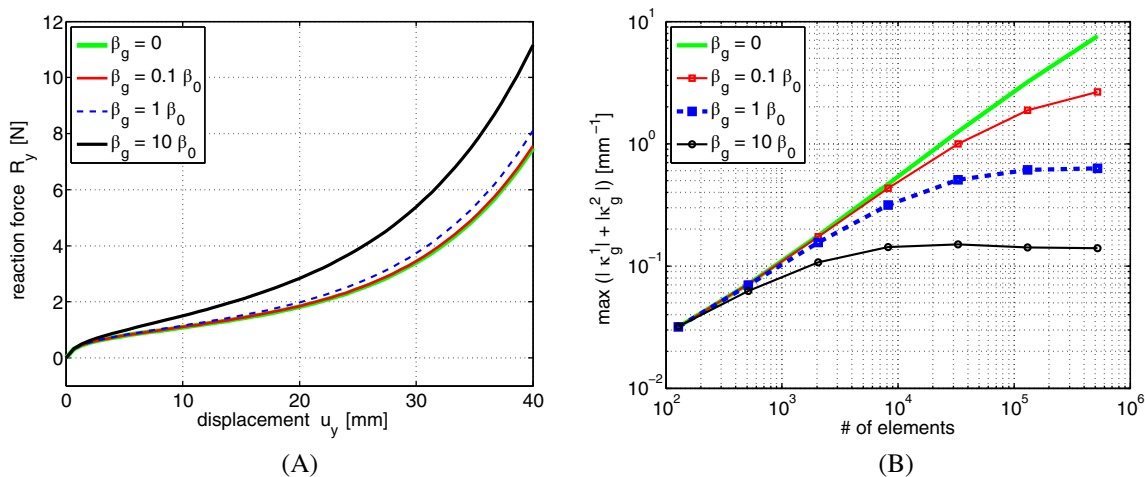 12
10
8
6
4
2
0
reaction force R_y [N]
β_g = 0
β_g = 0.1 β_0
β_g = 1 β_0
β_g = 10 β_0
0 10 20 30 40
displacement u_y [mm]
(A)
10^1
10^0
10^-1
10^-2
max (| κ_g^1| + |κ_g^2 |) [mm^-1]
β_g = 0
β_g = 0.1 β_0
β_g = 1 β_0
β_g = 10 β_0
10^2 10^3 10^4 10^5 10^6
# of elements
(B)